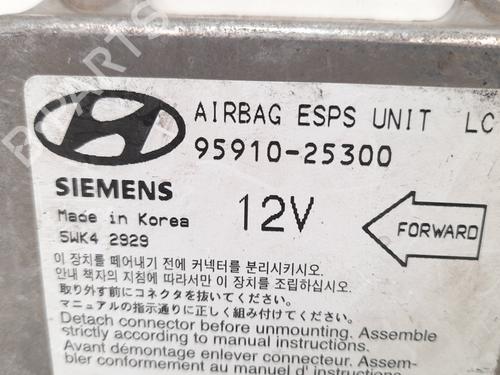 AIRBAG ESPS UNIT LC
95910-25300
SIEMENS
Made in Korea
5WK4 2929
12V
FORWARD
이 장치를 떼어내기 전에 커넥터를 분리시키시오.
안내 책자의 지침에 따라서만 이 장치를 조립하십시오.
取り外す前にコネクタを抜いてください。
マニュアルの指示通りに正しく組み付けてください。
Detach connector before unmounting. Assemble
strictly according to manual instructions.
Avant démontage enlever connecteur. Assem-
bler conformement au manuel d'instructions.